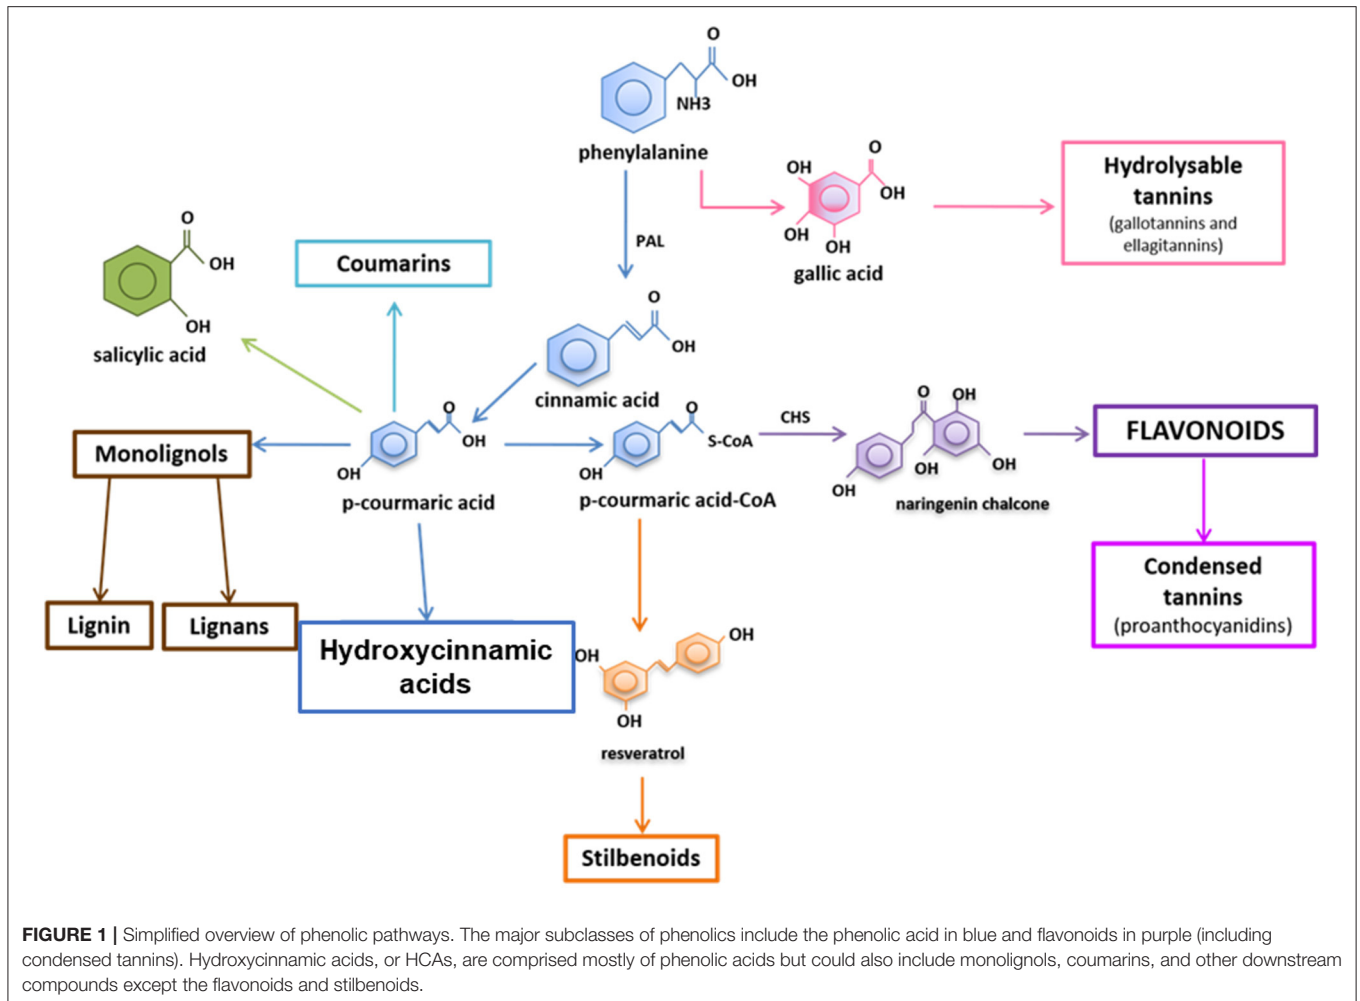 O
OH
NH3
phenylalanine
OH
O
OH
OH
OH
gallic acid
Hydrolysable
tannins
(gallotannins and
ellagitannins)
PAL
O
OH
OH
salicylic acid
Coumarins
O
OH
cinnamic acid
Monolignols
O
OH
OH
p-courmaric acid
O
S-CoA
OH
p-courmaric acid-CoA
CHS
O
OH
OH
OH
OH
naringenin chalcone
FLAVONOIDS
Condensed
tannins
(proanthocyanidins)
Lignin
Lignans
Hydroxycinnamic
acids
OH
OH
OH
resveratrol
Stilbenoids
FIGURE 1 | Simplified overview of phenolic pathways. The major subclasses of phenolics include the phenolic acid in blue and flavonoids in purple (including
condensed tannins). Hydroxycinnamic acids, or HCAs, are comprised mostly of phenolic acids but could also include monolignols, coumarins, and other downstream
compounds except the flavonoids and stilbenoids.